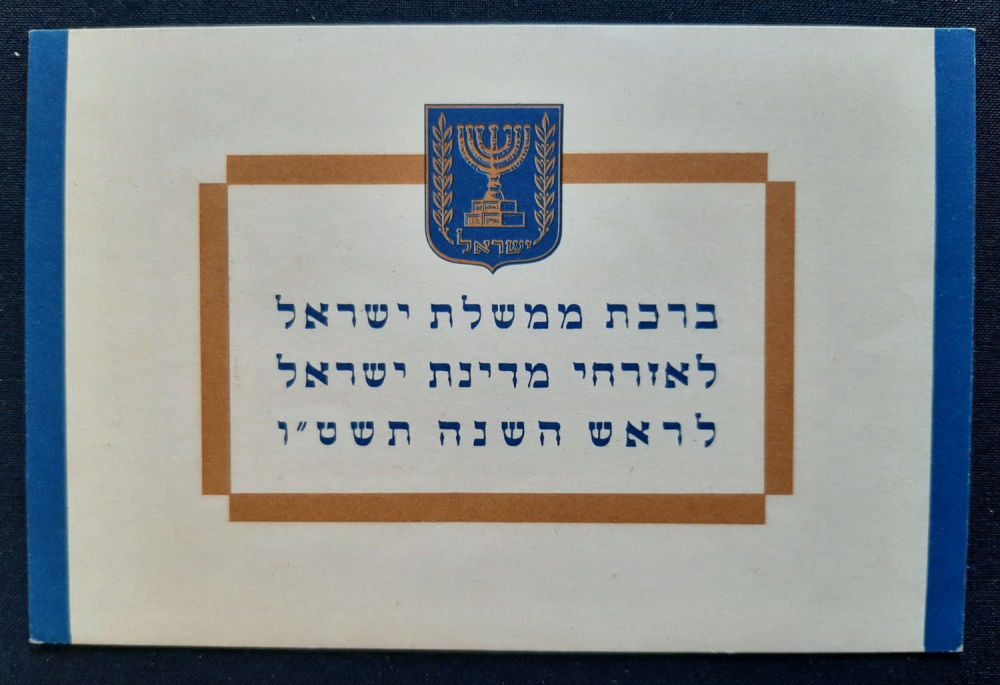 ישראל
ברכת ממשלת ישראל
לאזרחי מדינת ישראל
לראש השנה תשט״ו